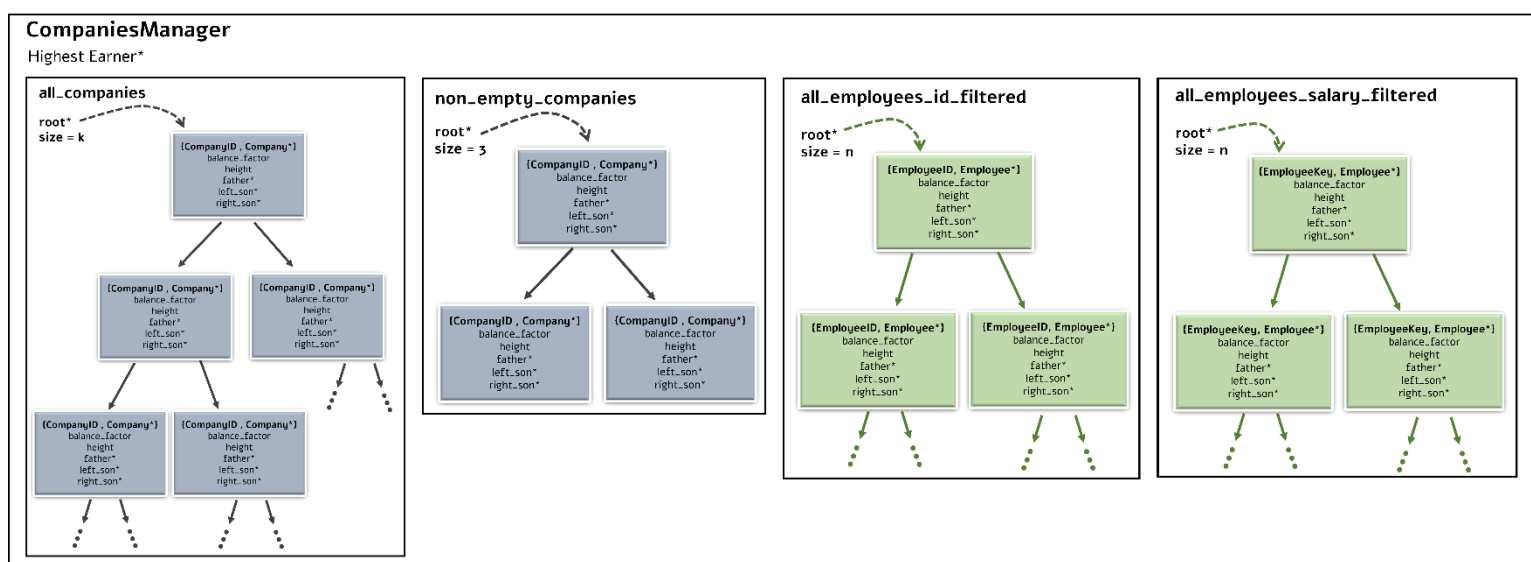 CompaniesManager
Highest Earner*
all_companies
root*
size = k
{CompanyID , Company*}
balance_factor
height
father*
left_son*
right_son*
{CompanyID , Company*}
balance_factor
height
father*
left_son*
right_son*
{CompanyID , Company*}
balance_factor
height
father*
left_son*
right_son*
{CompanyID , Company*}
balance_factor
height
father*
left_son*
right_son*
{CompanyID , Company*}
balance_factor
height
father*
left_son*
right_son*
non_empty_companies
root*
size = 3
{CompanyID , Company*}
balance_factor
height
father*
left_son*
right_son*
{CompanyID , Company*}
balance_factor
height
father*
left_son*
right_son*
{CompanyID , Company*}
balance_factor
height
father*
left_son*
right_son*
all_employees_id_filtered
root*
size = n
{EmployeeID, Employee*}
balance_factor
height
father*
left_son*
right_son*
{EmployeeID, Employee*}
balance_factor
height
father*
left_son*
right_son*
{EmployeeID, Employee*}
balance_factor
height
father*
left_son*
right_son*
all_employees_salary_filtered
root*
size = n
{EmployeeKey, Employee*}
balance_factor
height
father*
left_son*
right_son*
{EmployeeKey, Employee*}
balance_factor
height
father*
left_son*
right_son*
{EmployeeKey, Employee*}
balance_factor
height
father*
left_son*
right_son*